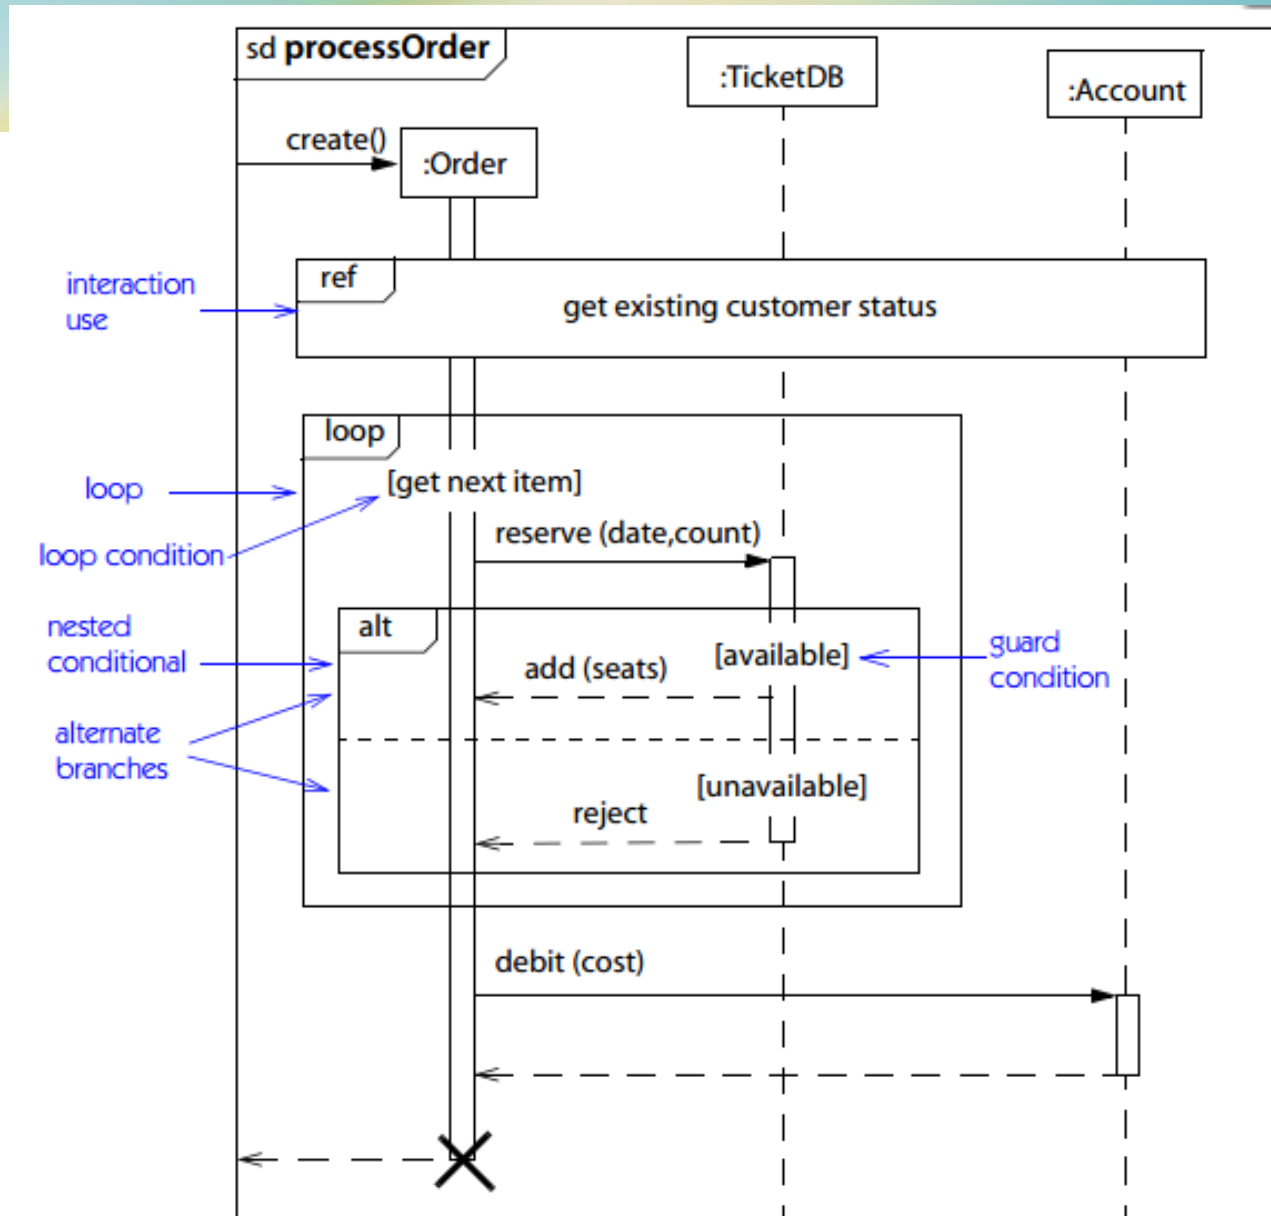 sd processOrder
:TicketDB
:Account
create()
:Order
interaction
use
ref
get existing customer status
loop
[get next item]
loop
loop condition
reserve (date,count)
nested
conditional
alt
[available]
guard
condition
add (seats)
alternate
branches
[unavailable]
reject
debit (cost)